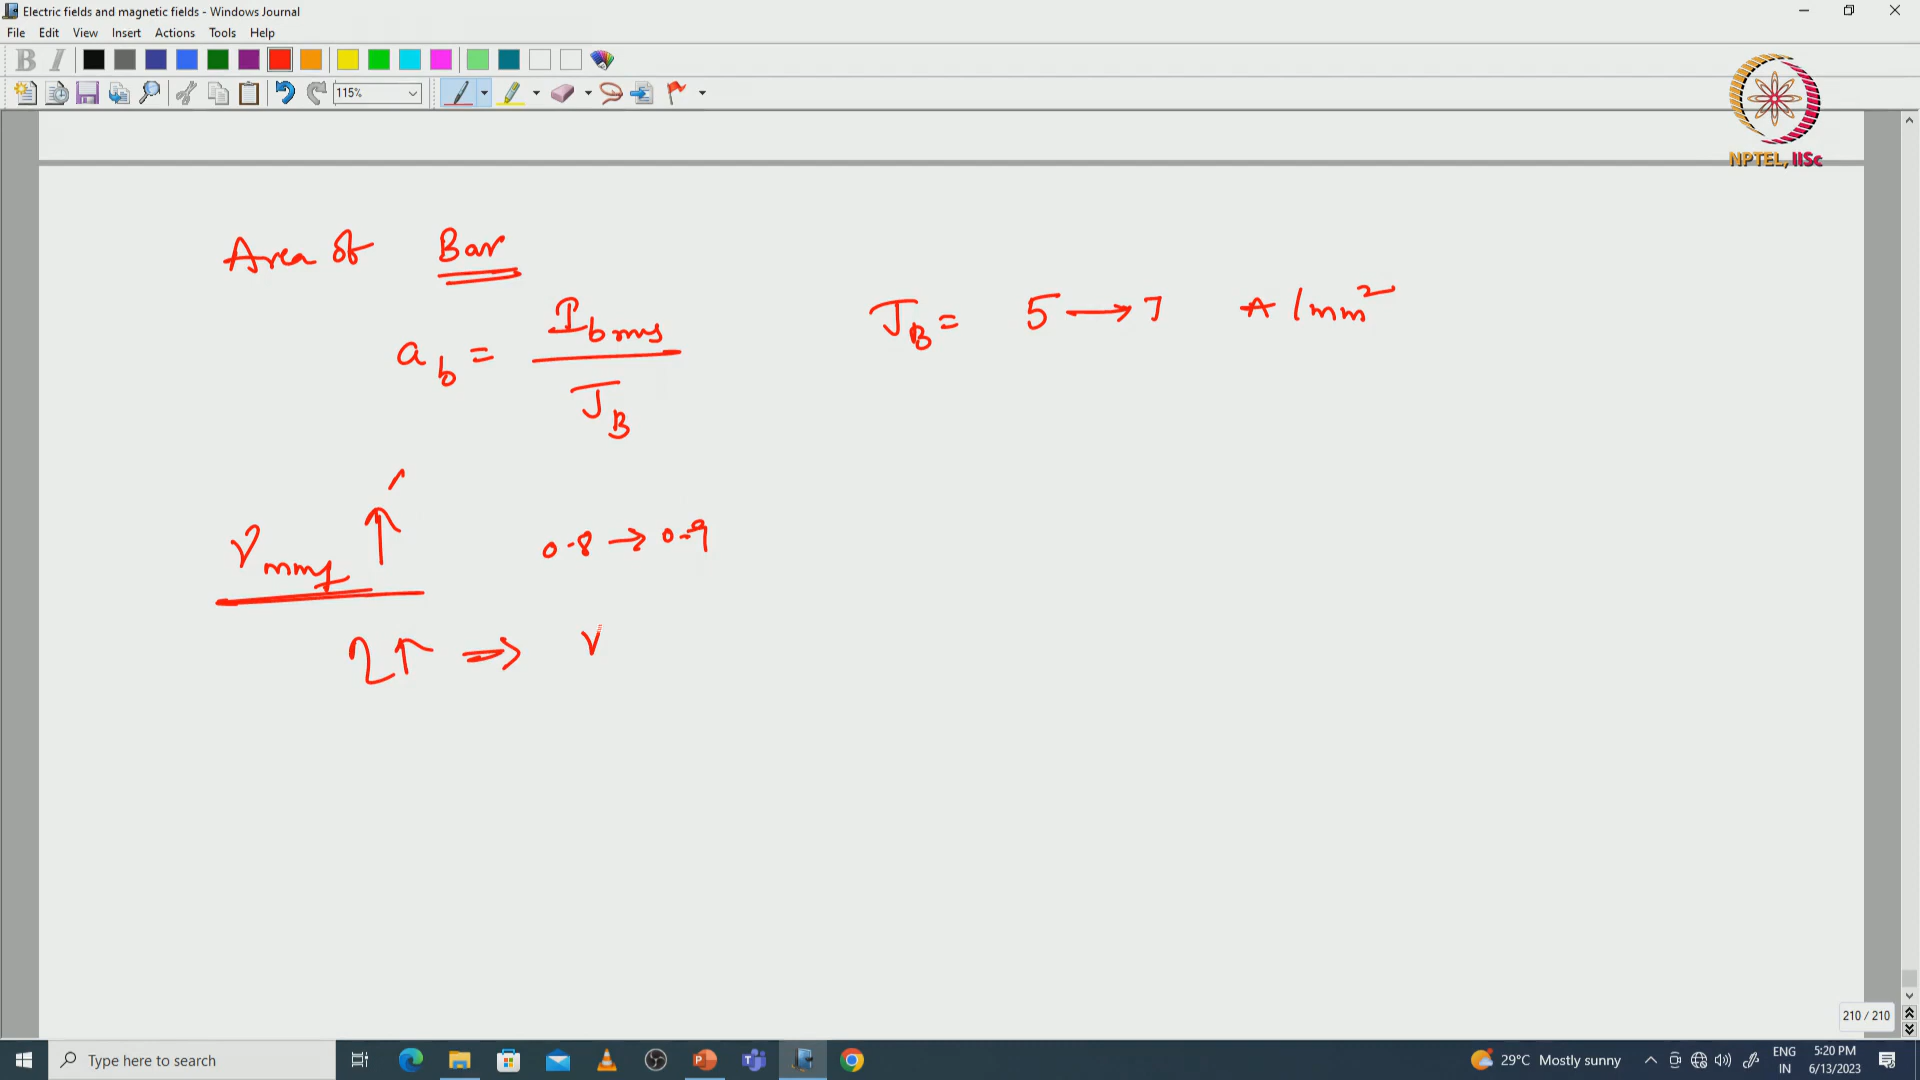 Electric fields and magnetic fields - Windows Journal
File Edit View Insert Actions Tools Help
B I
115%
NPTEL, IISc
Area of Bar
a_b = I_b rms / J_B
J_B = 5 → 7 A/mm²
V_mmf ↑
0.8 → 0.9
η↑ ⇒ V
210 / 210
Type here to search
29°C Mostly sunny
ENG
IN
5:20 PM
6/13/2023